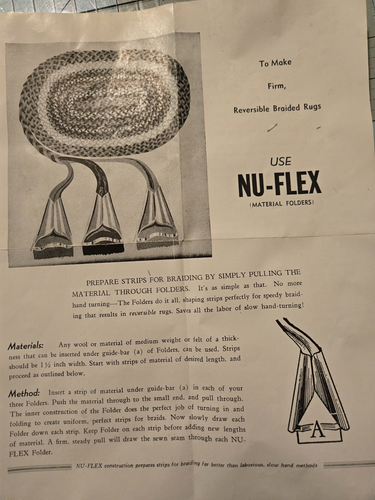 To Make
Firm,
Reversible Braided Rugs
USE
NU-FLEX
(MATERIAL FOLDERS)
PREPARE STRIPS FOR BRAIDING BY SIMPLY PULLING THE
MATERIAL THROUGH FOLDERS. It's as simple as that. No more
hand turning—The Folders do it all, shaping strips perfectly for speedy braid-
ing that results in reversible rugs. Saves all the labor of slow hand-turning!
Materials: Any wool or material of medium weight or felt of a thick-
ness that can be inserted under guide-bar (a) of Folders, can be used. Strips
should be 1½ inch width. Start with strips of material of desired length, and
proceed as outlined below.
Method: Insert a strip of material under guide-bar (a) in each of your
three Folders. Push the material through to the small end, and pull through.
The inner construction of the Folder does the perfect job of turning in and
folding to create uniform, perfect strips for braids. Now slowly draw each
Folder down each strip. Keep Folder on each strip before adding new lengths
of material. A firm, steady pull will draw the sewn seam through each NU-
FLEX Folder.
A
NU-FLEX construction prepares strips for braiding far better than laborious, slow hand methods